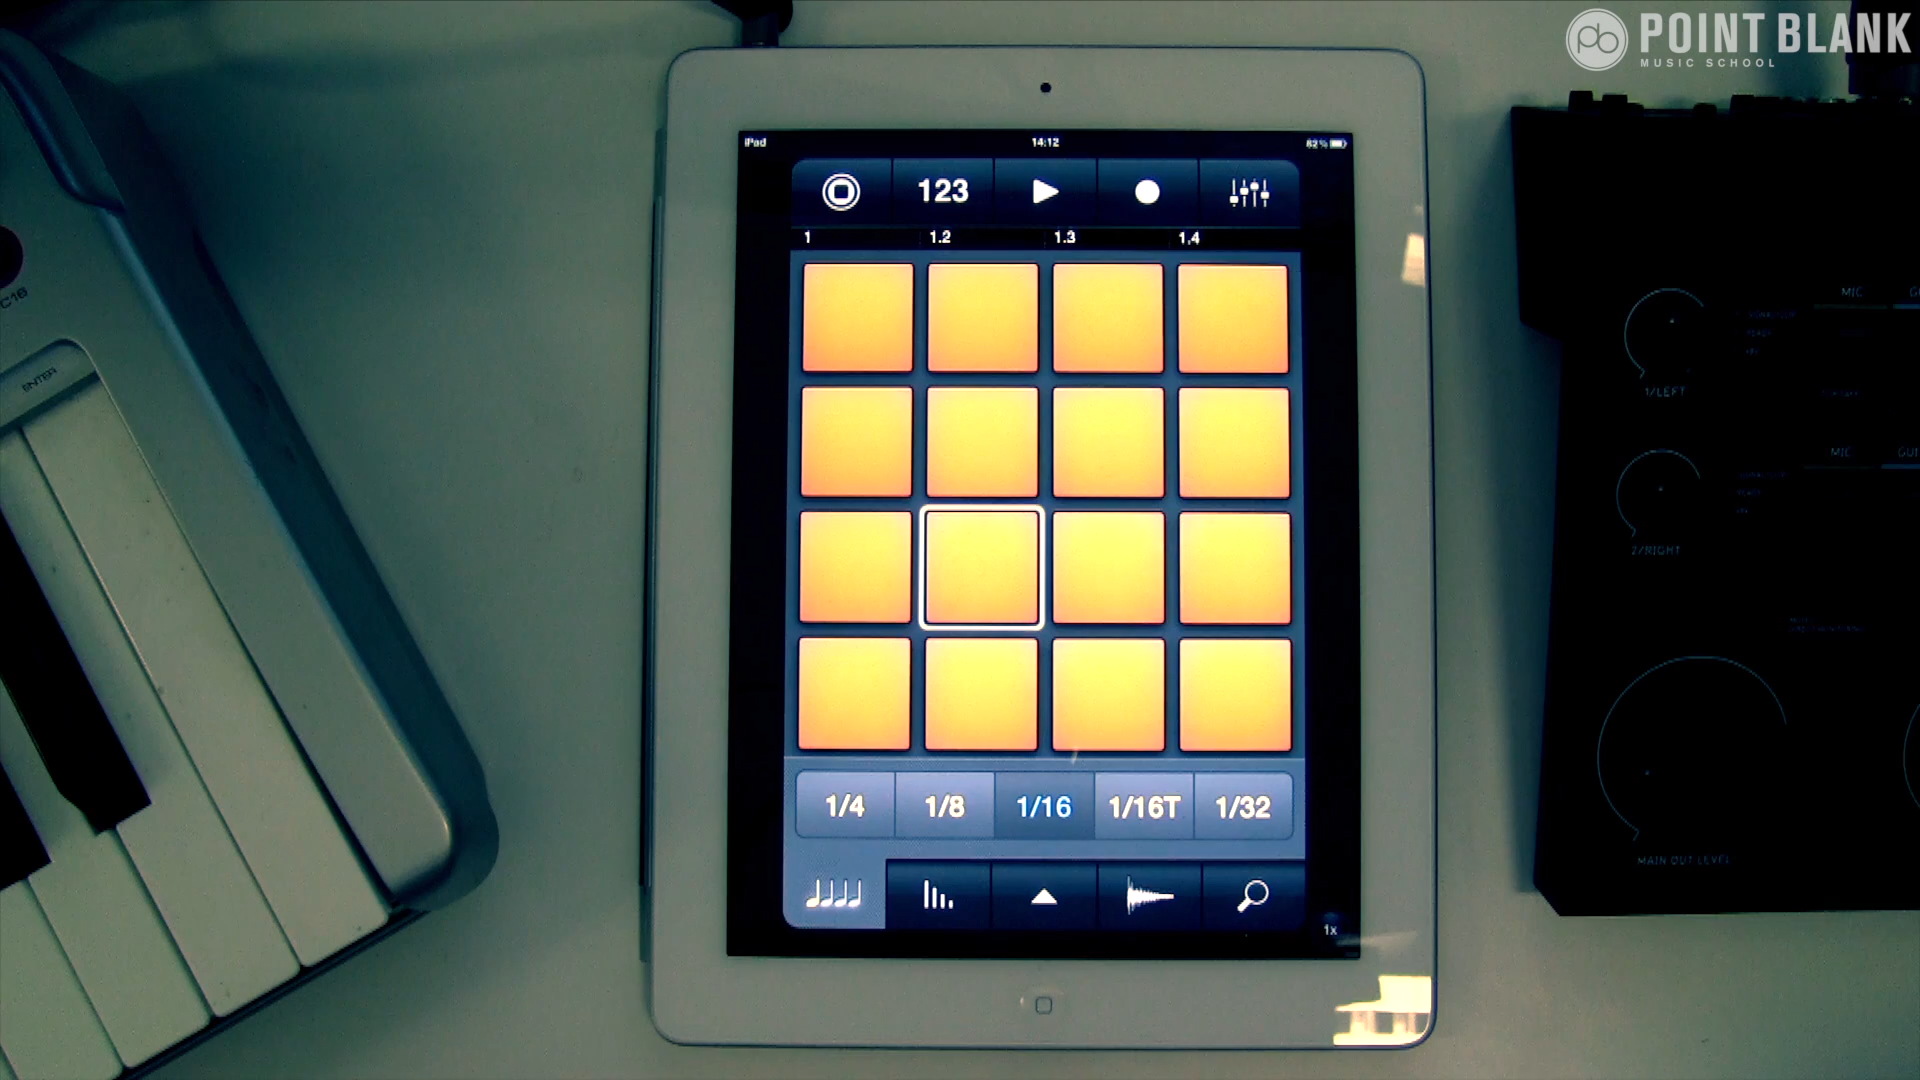 POINT BLANK
MUSIC SCHOOL
iPad
14:12
82%
123
1
1.2
1.3
1.4
C16
ENTER
MIC
1/LEFT
MIC
2/RIGHT
1/4
1/8
1/16
1/16T
1/32
MAIN OUT LEVEL
1x